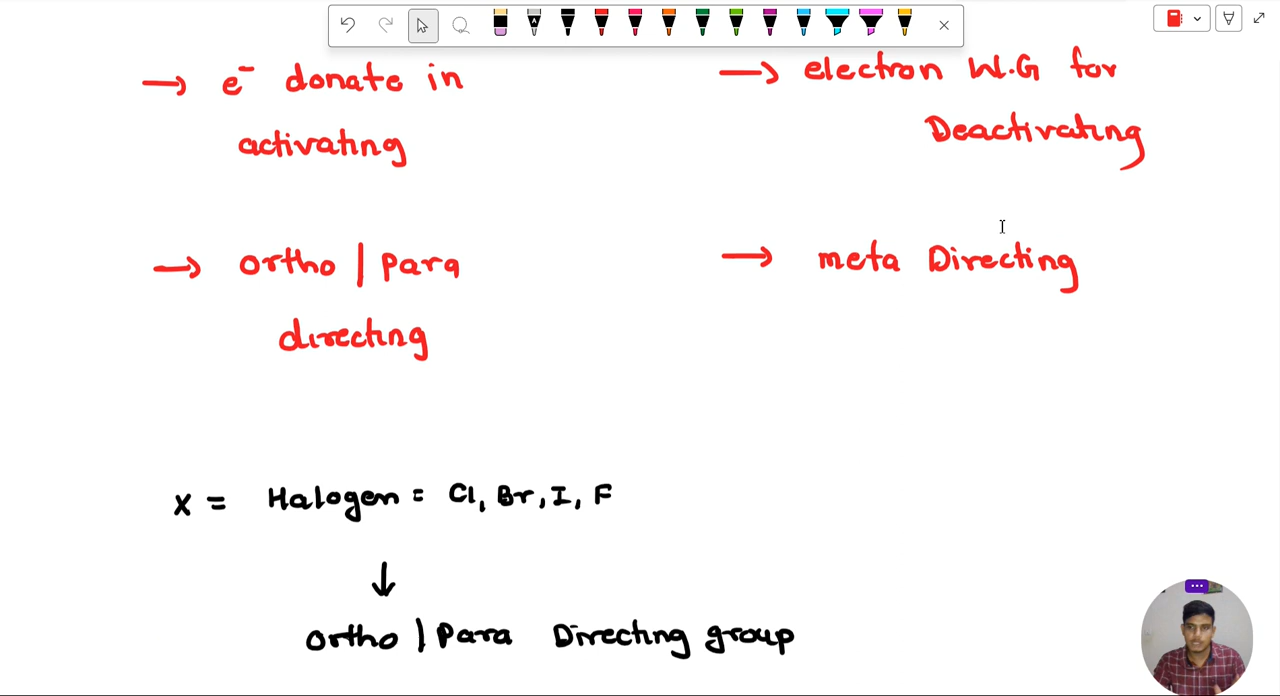 → e⁻ donate in
activating
→ electron W.G for
Deactivating
→ ortho | para
directing
→ meta Directing
X = Halogen = Cl, Br, I, F
↓
ortho | para Directing group